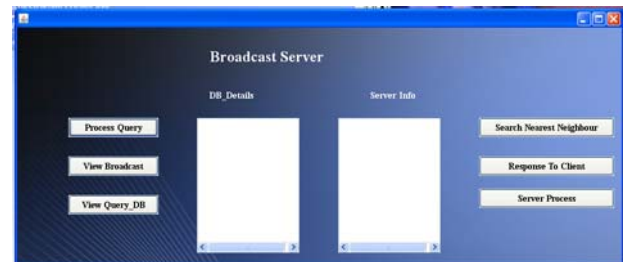 Broadcast Server
DB_Details
Server Info
Process Query
View Broadcast
View Query_DB
Search Nearest Neighbour
Response To Client
Server Process